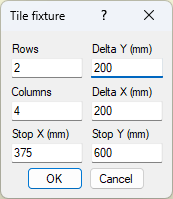 Tile fixture ? ×
Rows Delta Y (mm)
2 200
Columns Delta X (mm)
4 200
Stop X (mm) Stop Y (mm)
375 600
OK Cancel